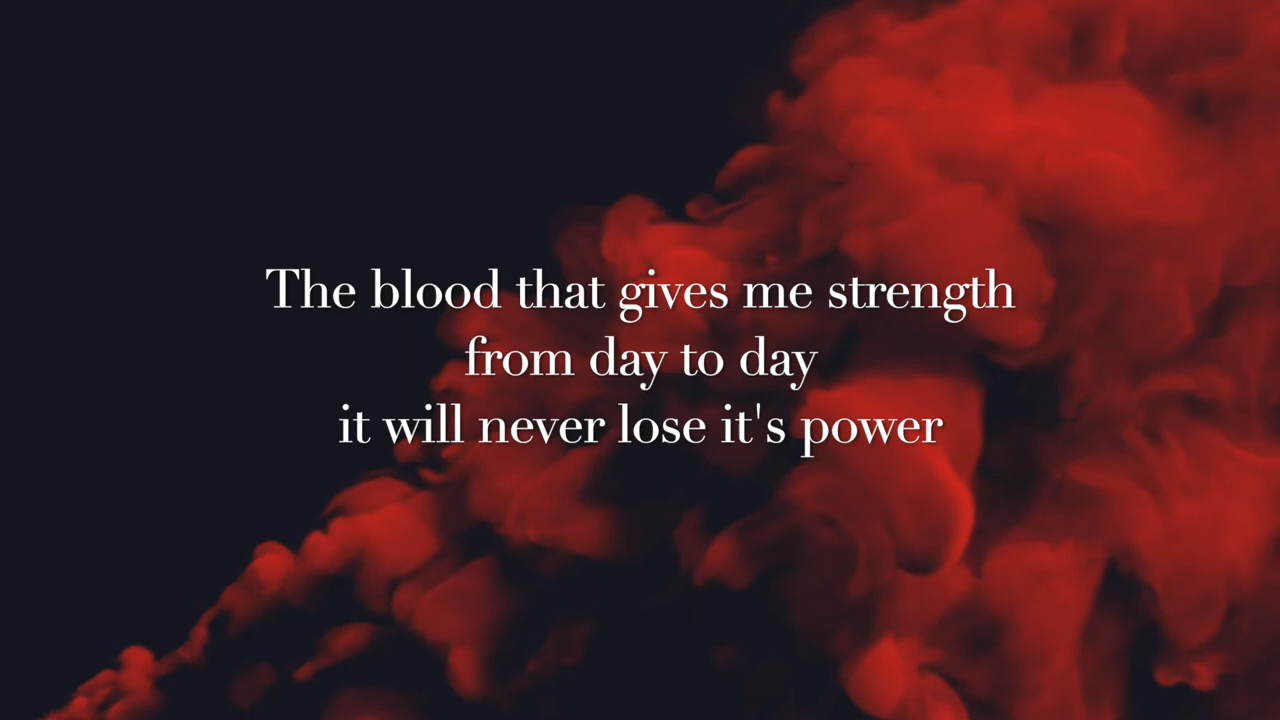 The blood that gives me strength
from day to day
it will never lose it's power